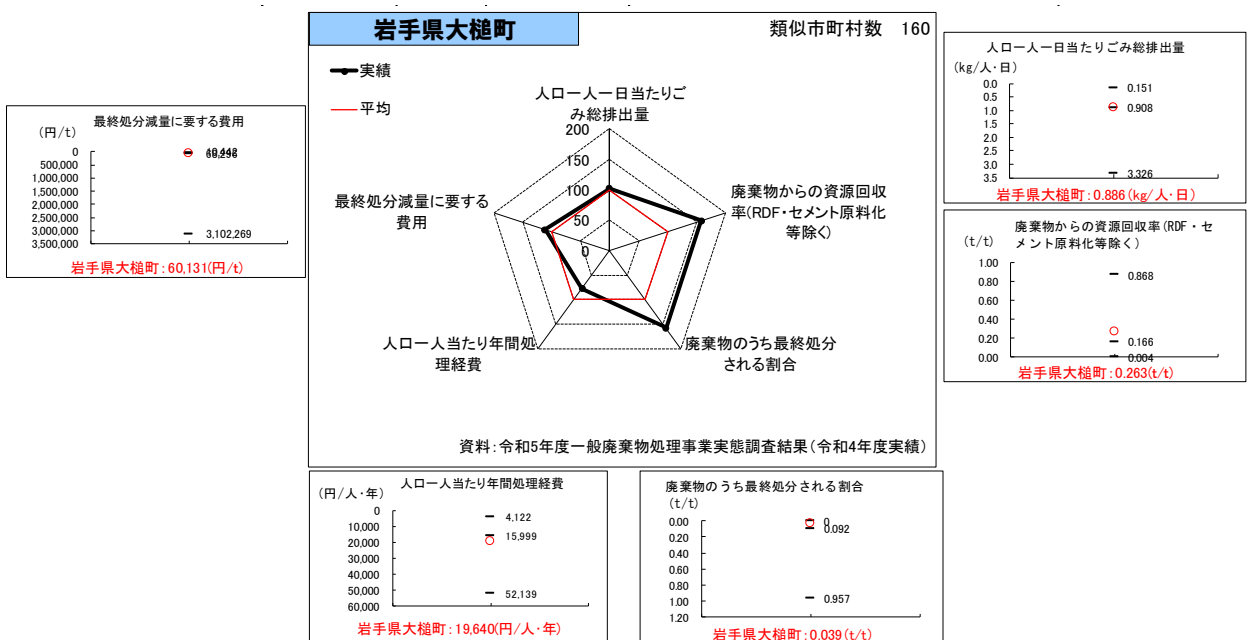 岩手県大槌町
類似市町村数 160
実績
平均
人口一人一日当たりご
み総排出量
廃棄物からの資源回収
率(RDF・セメント原料化
等除く)
廃棄物のうち最終処分
される割合
人口一人当たり年間処
理経費
最終処分減量に要する
費用
200
150
100
50
0
資料：令和5年度一般廃棄物処理事業実態調査結果(令和4年度実績)
最終処分減量に要する費用
(円/t)
0
500,000
1,000,000
1,500,000
2,000,000
2,500,000
3,000,000
3,500,000
3,102,269
岩手県大槌町：60,131(円/t)
人口一人一日当たりごみ総排出量
(kg/人・日)
0.0
0.5
1.0
1.5
2.0
2.5
3.0
3.5
0.151
0.908
3.326
岩手県大槌町：0.886(kg/人・日)
廃棄物からの資源回収率(RDF・セ
メント原料化等除く)
(t/t)
1.00
0.80
0.60
0.40
0.20
0.00
0.868
0.166
0.004
岩手県大槌町：0.263(t/t)
人口一人当たり年間処理経費
(円/人・年)
0
10,000
20,000
30,000
40,000
50,000
60,000
4,122
15,999
52,139
岩手県大槌町：19,640(円/人・年)
廃棄物のうち最終処分される割合
(t/t)
0.00
0.20
0.40
0.60
0.80
1.00
1.20
0
0.092
0.957
岩手県大槌町：0.039(t/t)